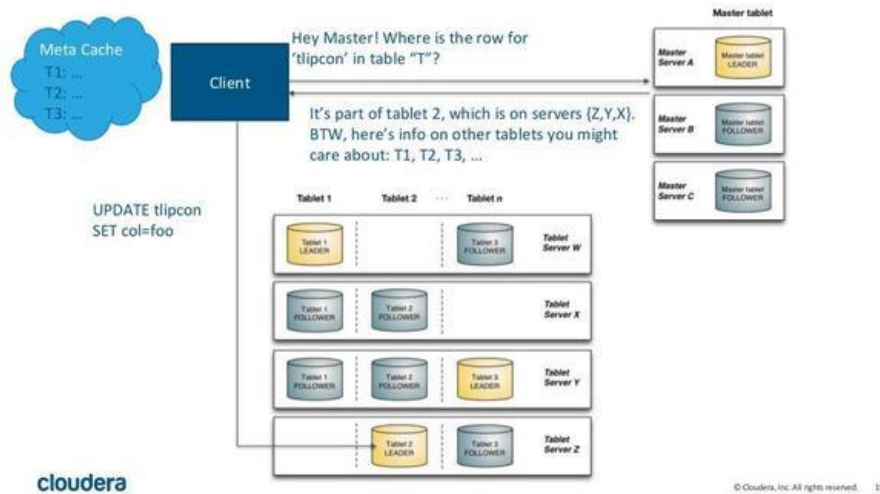 Master tablet
Meta Cache
T1: ...
T2: ...
T3: ...
Client
Hey Master! Where is the row for
'tlipcon' in table "T"?
It's part of tablet 2, which is on servers {Z,Y,X}.
BTW, here's info on other tablets you might
care about: T1, T2, T3, ...
Master
Server A
Master tablet
LEADER
Master
Server B
Master tablet
FOLLOWER
Master
Server C
Master tablet
FOLLOWER
UPDATE tlipcon
SET col=foo
Tablet 1 Tablet 2 ... Tablet n
Tablet 1
LEADER
Tablet 3
FOLLOWER
Tablet
Server W
Tablet 1
FOLLOWER
Tablet 2
FOLLOWER
Tablet
Server X
Tablet 1
FOLLOWER
Tablet 2
FOLLOWER
Tablet 3
LEADER
Tablet
Server Y
Tablet 2
LEADER
Tablet 3
FOLLOWER
Tablet
Server Z
cloudera
© Cloudera, Inc. All rights reserved.